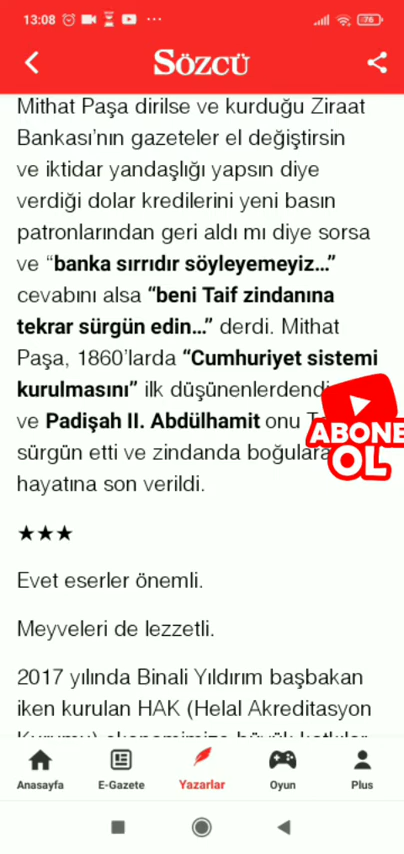 13:08
76
SÖZCÜ
Mithat Paşa dirilse ve kurduğu Ziraat
Bankası'nın gazeteler el değiştirsin
ve iktidar yandaşlığı yapsın diye
verdiği dolar kredilerini yeni basın
patronlarından geri aldı mı diye sorsa
ve “banka sırrıdır söyleyemeyiz...”
cevabını alsa “beni Taif zindanına
tekrar sürgün edin...” derdi. Mithat
Paşa, 1860'larda “Cumhuriyet sistemi
kurulmasını” ilk düşünenlerdendi
ve Padişah II. Abdülhamit onu
sürgün etti ve zindanda boğulara
hayatına son verildi.
ABONE
OL
★★★
Evet eserler önemli.
Meyveleri de lezzetli.
2017 yılında Binali Yıldırım başbakan
iken kurulan HAK (Helal Akreditasyon
Anasayfa E-Gazete Yazarlar Oyun Plus